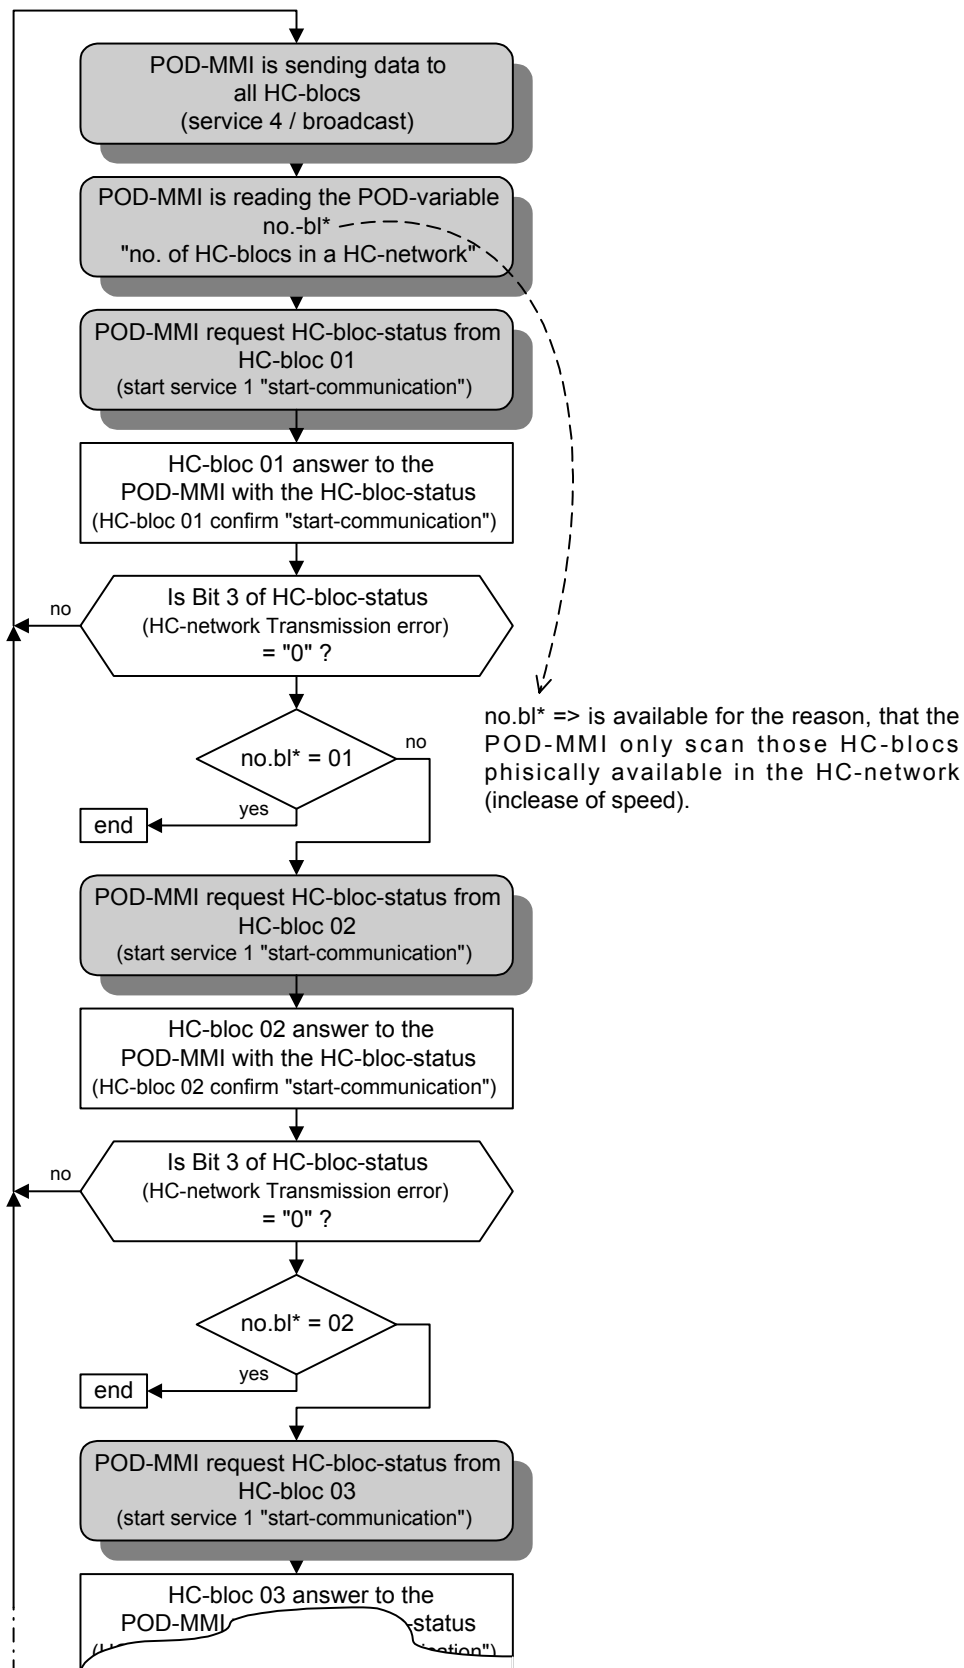 POD-MMI is sending data to
all HC-blocs
(service 4 / broadcast)
POD-MMI is reading the POD-variable
no.-bl*
"no. of HC-blocs in a HC-network"
POD-MMI request HC-bloc-status from
HC-bloc 01
(start service 1 "start-communication")
HC-bloc 01 answer to the
POD-MMI with the HC-bloc-status
(HC-bloc 01 confirm "start-communication")
Is Bit 3 of HC-bloc-status
(HC-network Transmission error)
= "0" ?
no
no.bl* = 01
no
yes
end
no.bl* => is available for the reason, that the
POD-MMI only scan those HC-blocs
phisically available in the HC-network
(inclease of speed).
POD-MMI request HC-bloc-status from
HC-bloc 02
(start service 1 "start-communication")
HC-bloc 02 answer to the
POD-MMI with the HC-bloc-status
(HC-bloc 02 confirm "start-communication")
Is Bit 3 of HC-bloc-status
(HC-network Transmission error)
= "0" ?
no
no.bl* = 02
yes
end
POD-MMI request HC-bloc-status from
HC-bloc 03
(start service 1 "start-communication")
HC-bloc 03 answer to the
POD-MMI -status